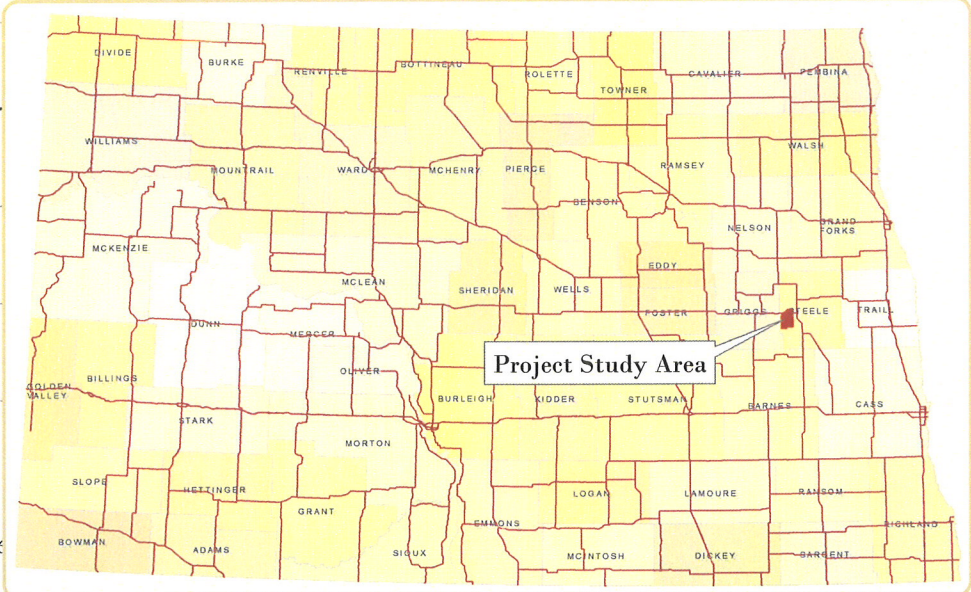 DIVIDE
BURKE
RENVILLE
BOTTINEAU
ROLETTE
TOWNER
CAVALIER
PEMBINA
WILLIAMS
MOUNTRAIL
WARD
MCHENRY
PIERCE
RAMSEY
WALSH
BENSON
NELSON
GRAND
FORKS
MCKENZIE
MCLEAN
SHERIDAN
WELLS
EDDY
FOSTER
GRIGGS
STEELE
TRAILL
DUNN
MERCER
OLIVER
Project Study Area
GOLDEN
VALLEY
BILLINGS
STARK
MORTON
BURLEIGH
KIDDER
STUTSMAN
BARNES
CASS
SLOPE
HETTINGER
GRANT
BOWMAN
ADAMS
SIOUX
EMMONS
LOGAN
LAMOURE
RANSOM
RICHLAND
MCINTOSH
DICKEY
SARGENT